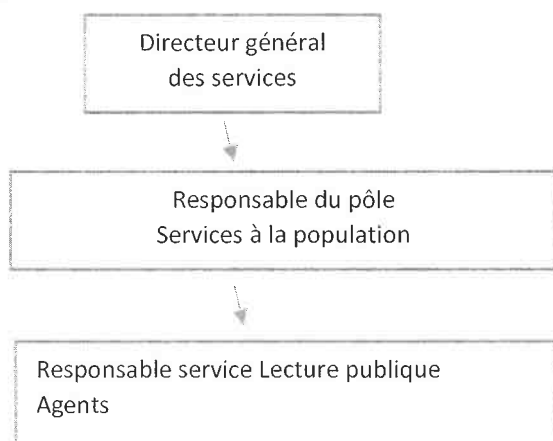 Directeur général
des services
Responsable du pôle
Services à la population
Responsable service Lecture publique
Agents